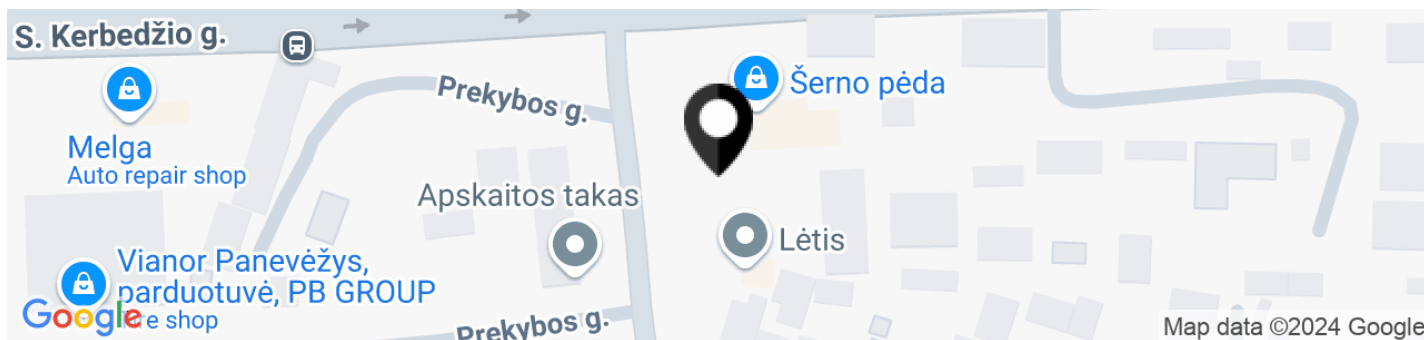 S. Kerbedžio g.
Prekybos g.
Šerno pėda
Melga
Auto repair shop
Apskaitos takas
Lėtis
Vianor Panevėžys,
parduotuvė, PB GROUP
Tire shop
Google
Prekybos g.
Map data ©2024 Google